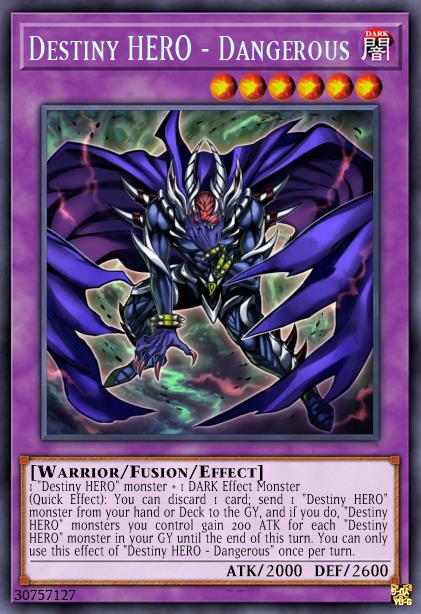 DESTINY HERO - DANGEROUS
DARK
闇
[WARRIOR/FUSION/EFFECT]
1 "Destiny HERO" monster + 1 DARK Effect Monster
(Quick Effect): You can discard 1 card; send 1 "Destiny HERO"
monster from your hand or Deck to the GY, and if you do, "Destiny
HERO" monsters you control gain 200 ATK for each "Destiny
HERO" monster in your GY until the end of this turn. You can only
use this effect of "Destiny HERO - Dangerous" once per turn.
ATK/2000 DEF/2600
30757127